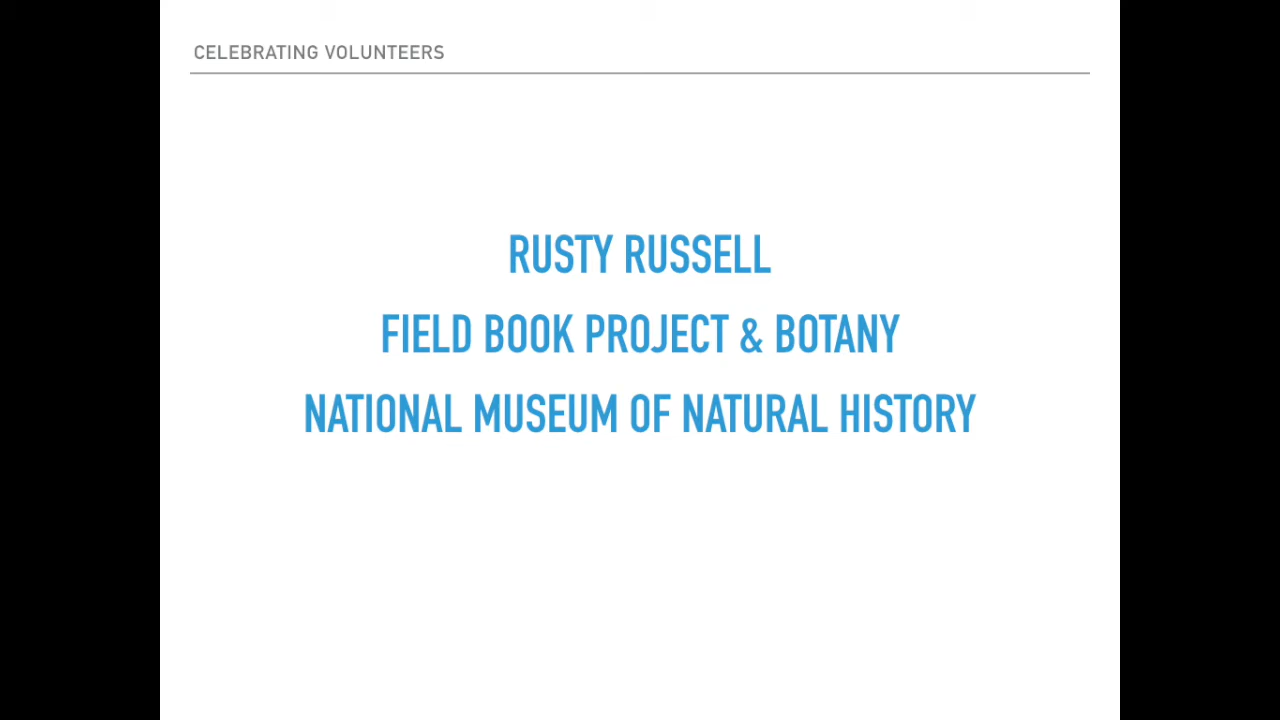 CELEBRATING VOLUNTEERS
RUSTY RUSSELL
FIELD BOOK PROJECT & BOTANY
NATIONAL MUSEUM OF NATURAL HISTORY